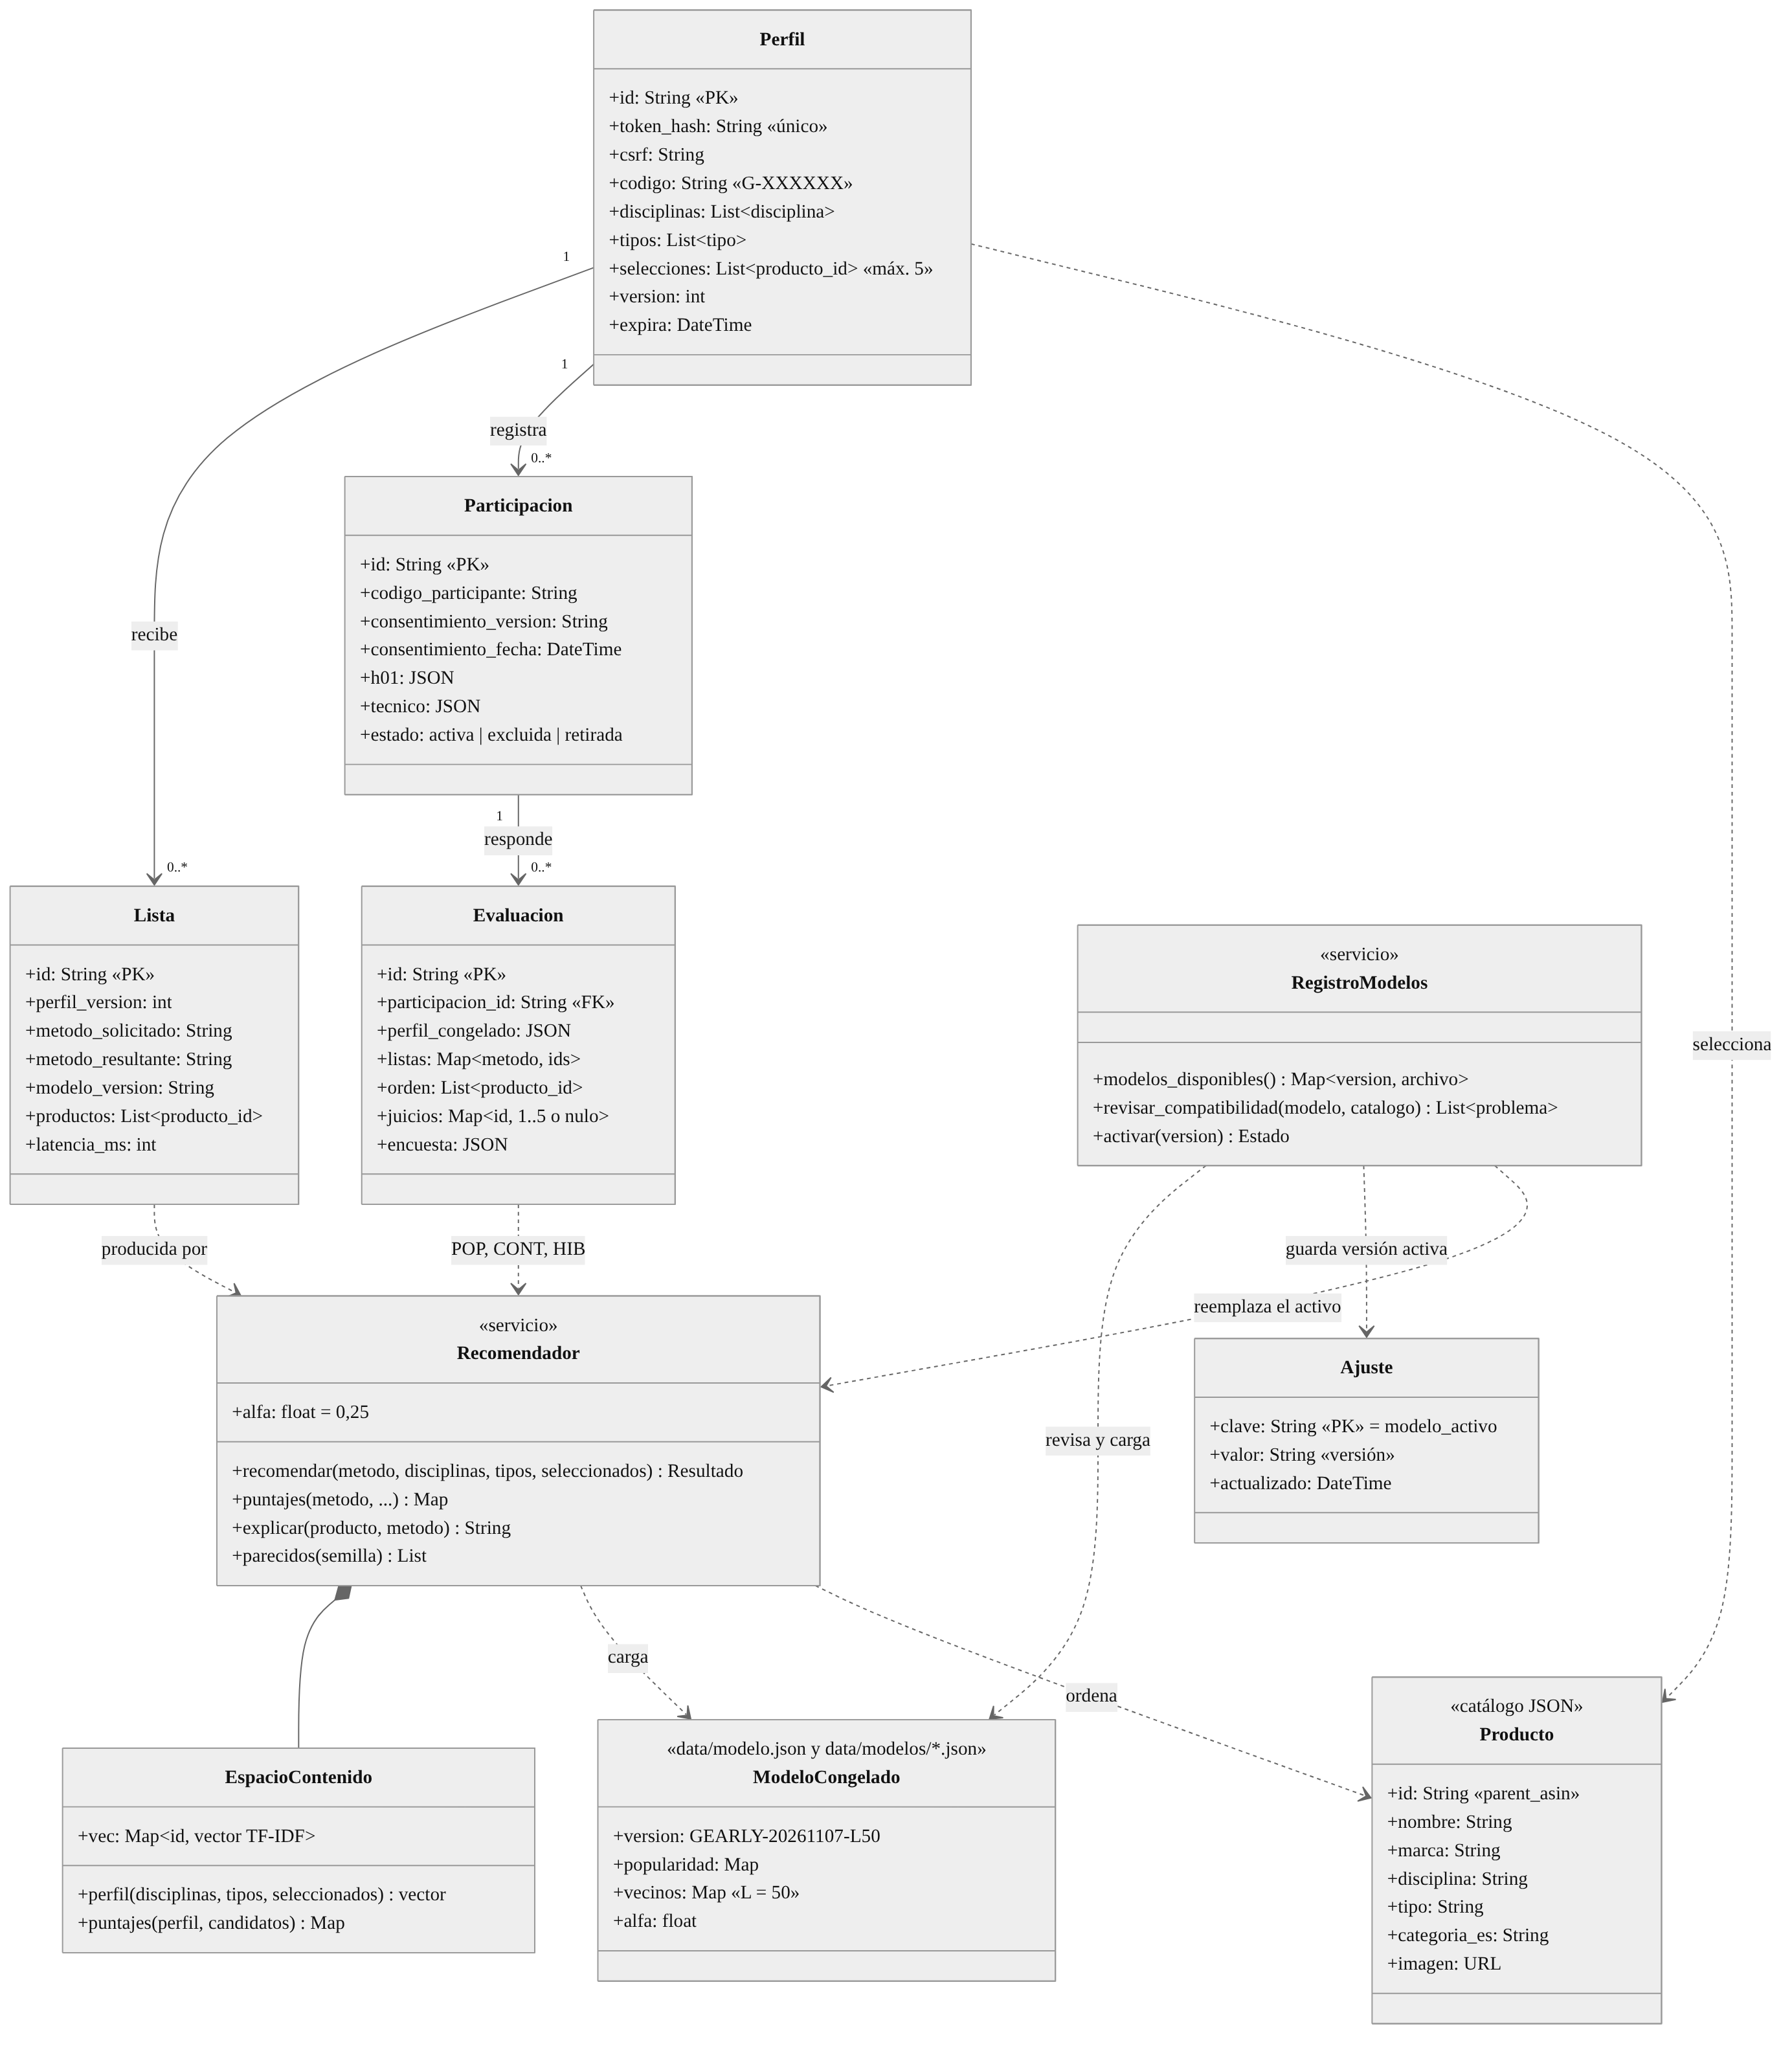 Perfil
+id: String «PK»
+token_hash: String «único»
+csrf: String
+codigo: String «G-XXXXXX»
+disciplinas: List<disciplina>
+tipos: List<tipo>
+selecciones: List<producto_id> «máx. 5»
+version: int
+expira: DateTime
1
1
registra
0..*
Participacion
+id: String «PK»
+codigo_participante: String
+consentimiento_version: String
+consentimiento_fecha: DateTime
+h01: JSON
+tecnico: JSON
+estado: activa | excluida | retirada
recibe
1
responde
0..*
0..*
Lista
+id: String «PK»
+perfil_version: int
+metodo_solicitado: String
+metodo_resultante: String
+modelo_version: String
+productos: List<producto_id>
+latencia_ms: int
Evaluacion
+id: String «PK»
+participacion_id: String «FK»
+perfil_congelado: JSON
+listas: Map<metodo, ids>
+orden: List<producto_id>
+juicios: Map<id, 1..5 o nulo>
+encuesta: JSON
«servicio»
RegistroModelos
+modelos_disponibles() : Map<version, archivo>
+revisar_compatibilidad(modelo, catalogo) : List<problema>
+activar(version) : Estado
selecciona
producida por
POP, CONT, HIB
guarda versión activa
reemplaza el activo
«servicio»
Recomendador
+alfa: float = 0,25
+recomendar(metodo, disciplinas, tipos, seleccionados) : Resultado
+puntajes(metodo, ...) : Map
+explicar(producto, metodo) : String
+parecidos(semilla) : List
revisa y carga
Ajuste
+clave: String «PK» = modelo_activo
+valor: String «versión»
+actualizado: DateTime
carga
ordena
EspacioContenido
+vec: Map<id, vector TF-IDF>
+perfil(disciplinas, tipos, seleccionados) : vector
+puntajes(perfil, candidatos) : Map
«data/modelo.json y data/modelos/*.json»
ModeloCongelado
+version: GEARLY-20261107-L50
+popularidad: Map
+vecinos: Map «L = 50»
+alfa: float
«catálogo JSON»
Producto
+id: String «parent_asin»
+nombre: String
+marca: String
+disciplina: String
+tipo: String
+categoria_es: String
+imagen: URL